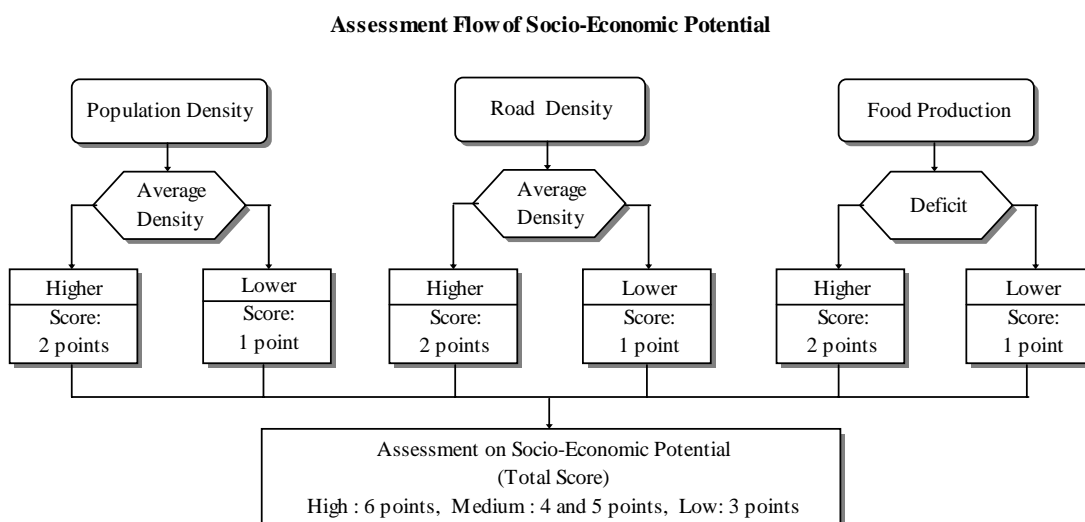 Assessment Flow of Socio-Economic Potential
Population Density
Road Density
Food Production
Average
Density
Average
Density
Deficit
Higher
Score:
2 points
Lower
Score:
1 point
Higher
Score:
2 points
Lower
Score:
1 point
Higher
Score:
2 points
Lower
Score:
1 point
Assessment on Socio-Economic Potential
(Total Score)
High : 6 points, Medium : 4 and 5 points, Low: 3 points